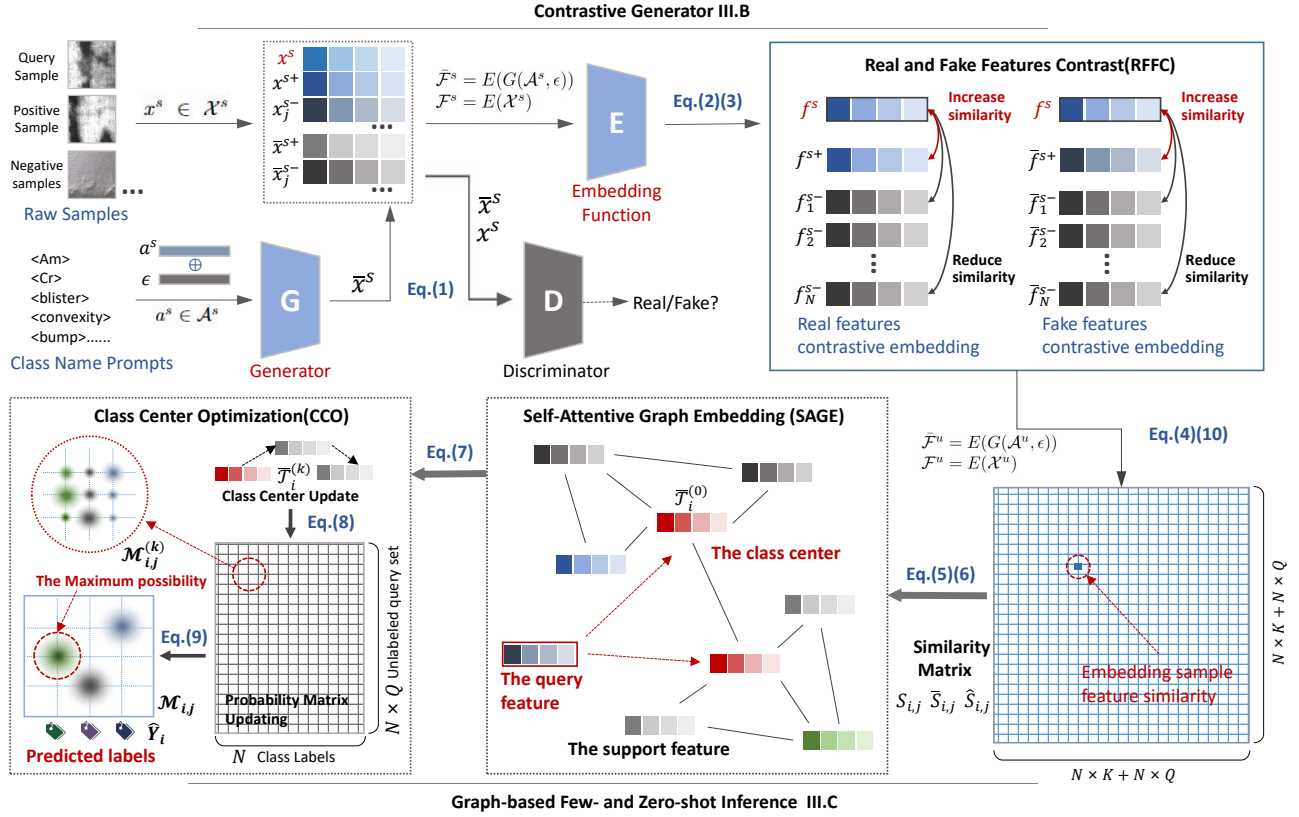 Contrastive Generator III.B
Query
Sample
Positive
Sample
Negative
samples
...
Raw Samples
x^s ∈ 𝒳^s
x^s
x^{s+}
x_j^{s-}
...
x̄^{s+}
x̄_j^{s-}
...
ℱ̄^s = E(G(𝒜^s, ϵ))
ℱ^s = E(𝒳^s)
E
Embedding
Function
Eq.(2)(3)
<Am>
<Cr>
<blister>
<convexity>
<bump>......
Class Name Prompts
a^s
⊕
ϵ
a^s ∈ 𝒜^s
G
Generator
x̄^s
Eq.(1)
x̄^s
x^s
D
Discriminator
Real/Fake?
Real and Fake Features Contrast(RFFC)
f^s
Increase
similarity
f^{s+}
f_1^{s-}
f_2^{s-}
⋮
Reduce
similarity
f_N^{s-}
Real features
contrastive embedding
f^s
Increase
similarity
f̄^{s+}
f̄_1^{s-}
f̄_2^{s-}
⋮
Reduce
similarity
f̄_N^{s-}
Fake features
contrastive embedding
ℱ̄^u = E(G(𝒜^u, ϵ))
ℱ^u = E(𝒳^u)
Eq.(4)(10)
Embedding sample
feature similarity
N × K + N × Q
N × K + N × Q
Similarity
Matrix
S_{i,j} S̄_{i,j} Ŝ_{i,j}
Eq.(5)(6)
Self-Attentive Graph Embedding (SAGE)
𝒯̄_i^{(0)}
The class center
The query
feature
The support feature
Eq.(7)
Class Center Optimization(CCO)
𝒯̄_i^{(k)}
Class Center Update
Eq.(8)
ℳ_{i,j}^{(k)}
The Maximum possibility
Eq.(9)
ℳ_{i,j}
Ŷ_i
Predicted labels
Probability Matrix
Updating
N Class Labels
N × Q Unlabeled query set
Graph-based Few- and Zero-shot Inference III.C